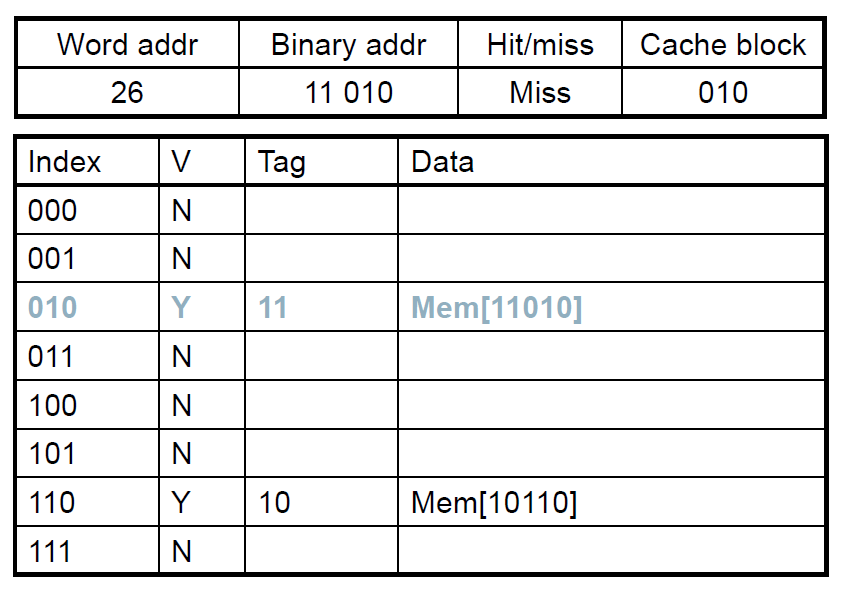 Word addr Binary addr Hit/miss Cache block
26 11 010 Miss 010
Index V Tag Data
000 N
001 N
010 Y 11 Mem[11010]
011 N
100 N
101 N
110 Y 10 Mem[10110]
111 N